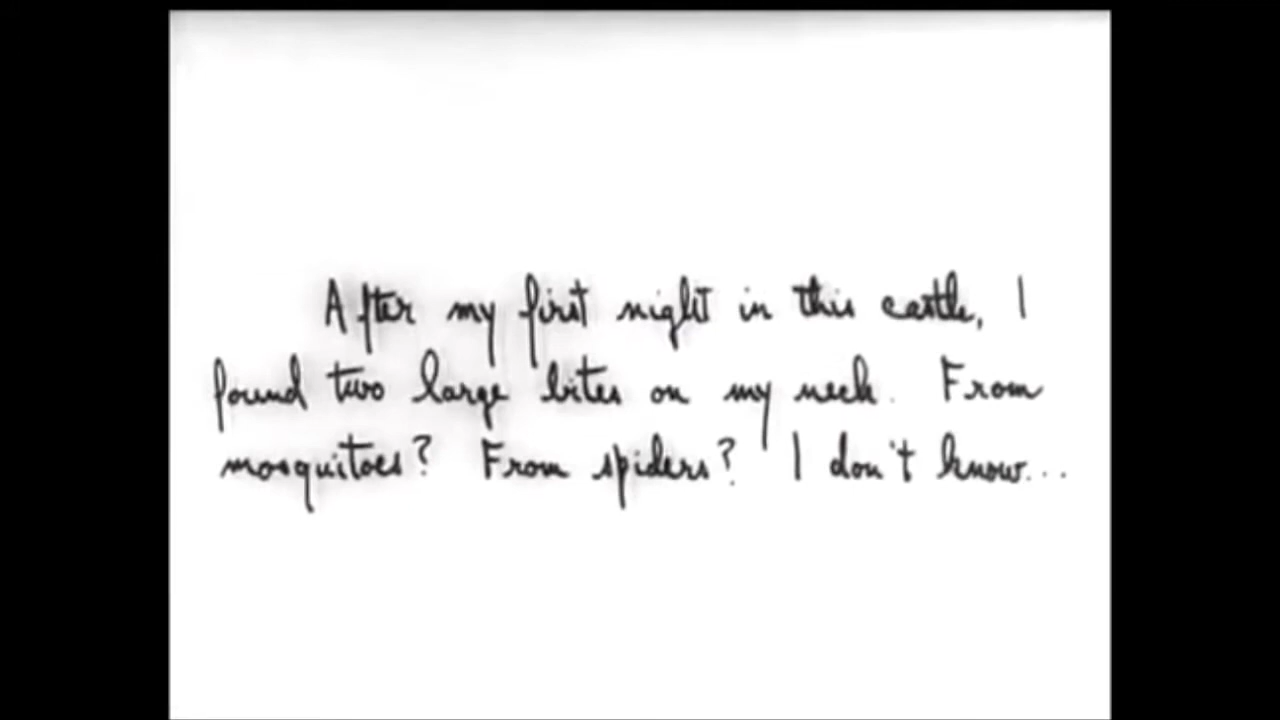 After my first night in this castle, I
found two large bites on my neck. From
mosquitoes? From spiders? I don't know...